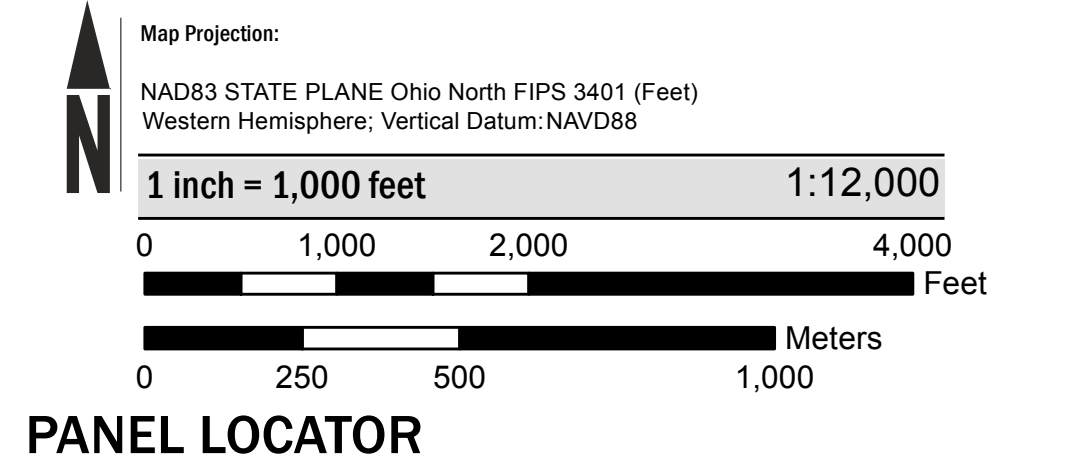 Map Projection:
NAD83 STATE PLANE Ohio North FIPS 3401 (Feet)
Western Hemisphere; Vertical Datum:NAVD88
N
1 inch = 1,000 feet 1:12,000
0 1,000 2,000 4,000
Feet
Meters
0 250 500 1,000
PANEL LOCATOR